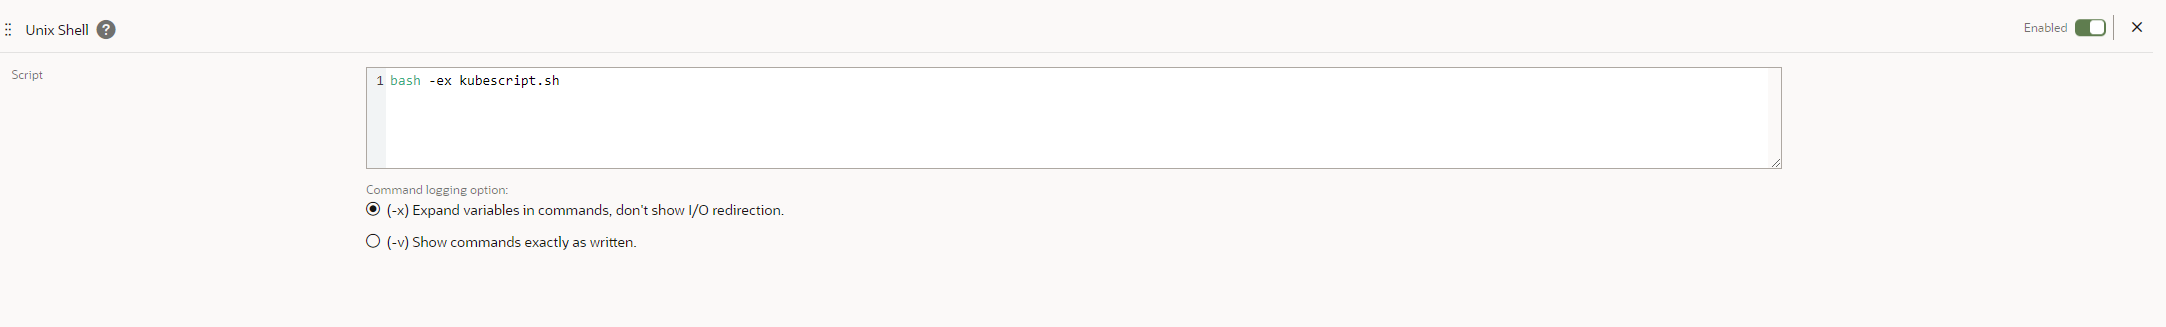 Unix Shell ?
Enabled
Script
1 bash -ex kubescript.sh
Command logging option:
(-x) Expand variables in commands, don't show I/O redirection.
(-v) Show commands exactly as written.